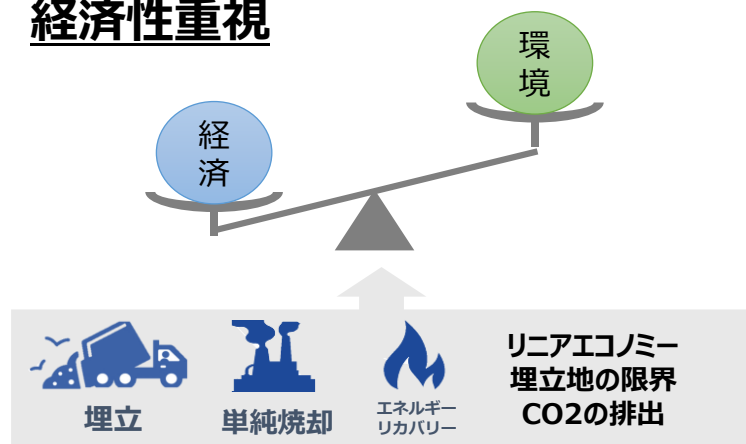 経済性重視
環
境
経
済
リニアエコノミー
埋立地の限界
CO2の排出
埋立
単純焼却
エネルギー
リカバリー